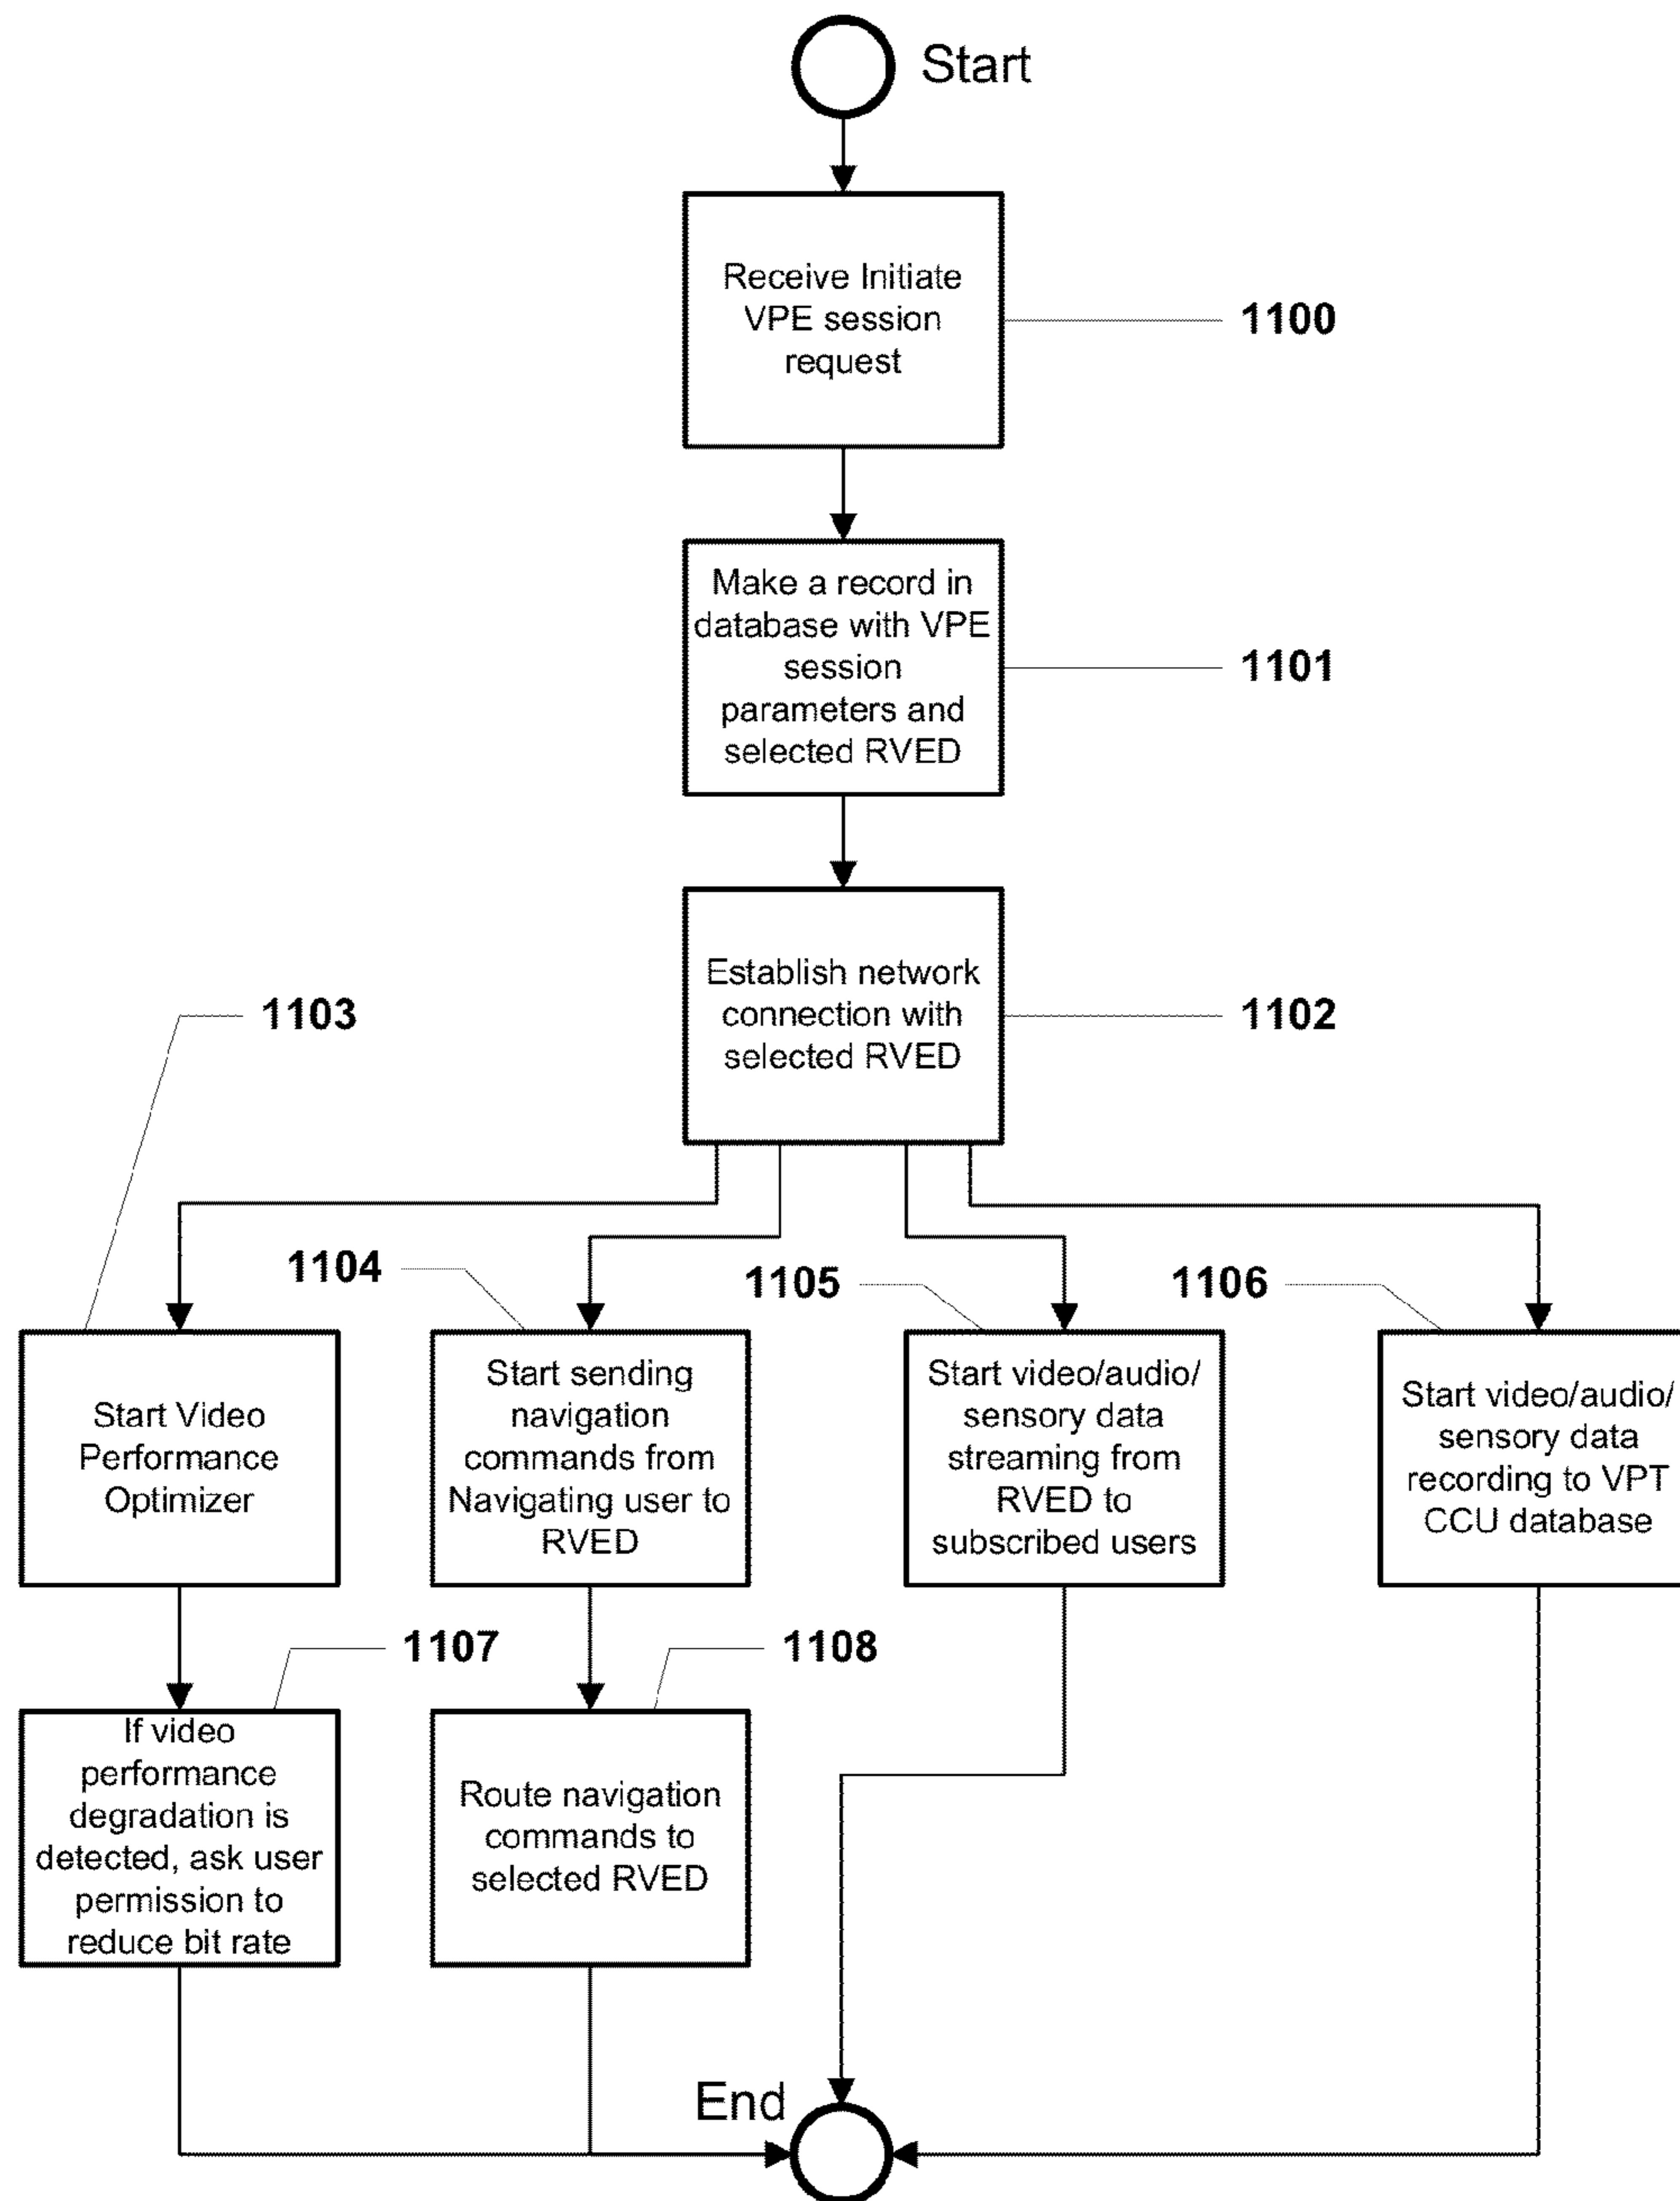 Start
Receive Initiate
VPE session
request
1100
Make a record in
database with VPE
session
parameters and
selected RVED
1101
Establish network
connection with
selected RVED
1102
1103
1104
1105
1106
Start Video
Performance
Optimizer
Start sending
navigation
commands from
Navigating user to
RVED
Start video/audio/
sensory data
streaming from
RVED to
subscribed users
Start video/audio/
sensory data
recording to VPT
CCU database
1107
1108
If video
performance
degradation is
detected, ask user
permission to
reduce bit rate
Route navigation
commands to
selected RVED
End